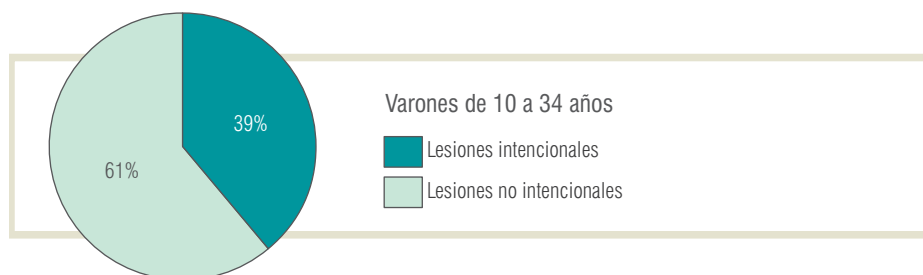 Varones de 10 a 34 años
39%
Lesiones intencionales
61%
Lesiones no intencionales